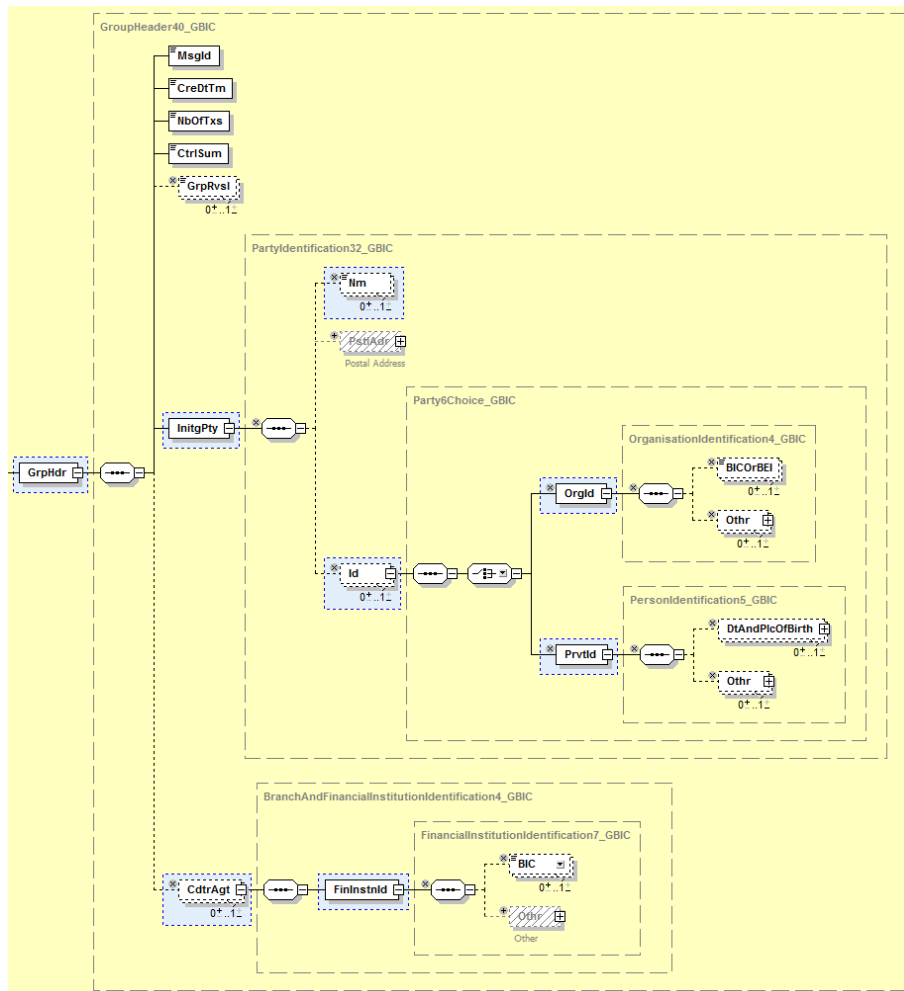 GroupHeader40_GBIC
MsgId
CreDtTm
NbOfTxs
CtrlSum
GrpRvsl
0..1
PartyIdentification32_GBIC
Nm
0..1
PstlAdr
Postal Address
Party6Choice_GBIC
OrganisationIdentification4_GBIC
BICOrBEI
0..1
Othr
0..1
OrgId
InitgPty
GrpHdr
Id
0..1
PersonIdentification5_GBIC
DtAndPlcOfBirth
0..1
PrvtId
Othr
0..1
BranchAndFinancialInstitutionIdentification4_GBIC
FinancialInstitutionIdentification7_GBIC
BIC
0..1
CdtrAgt
0..1
FinInstnId
Othr
Other